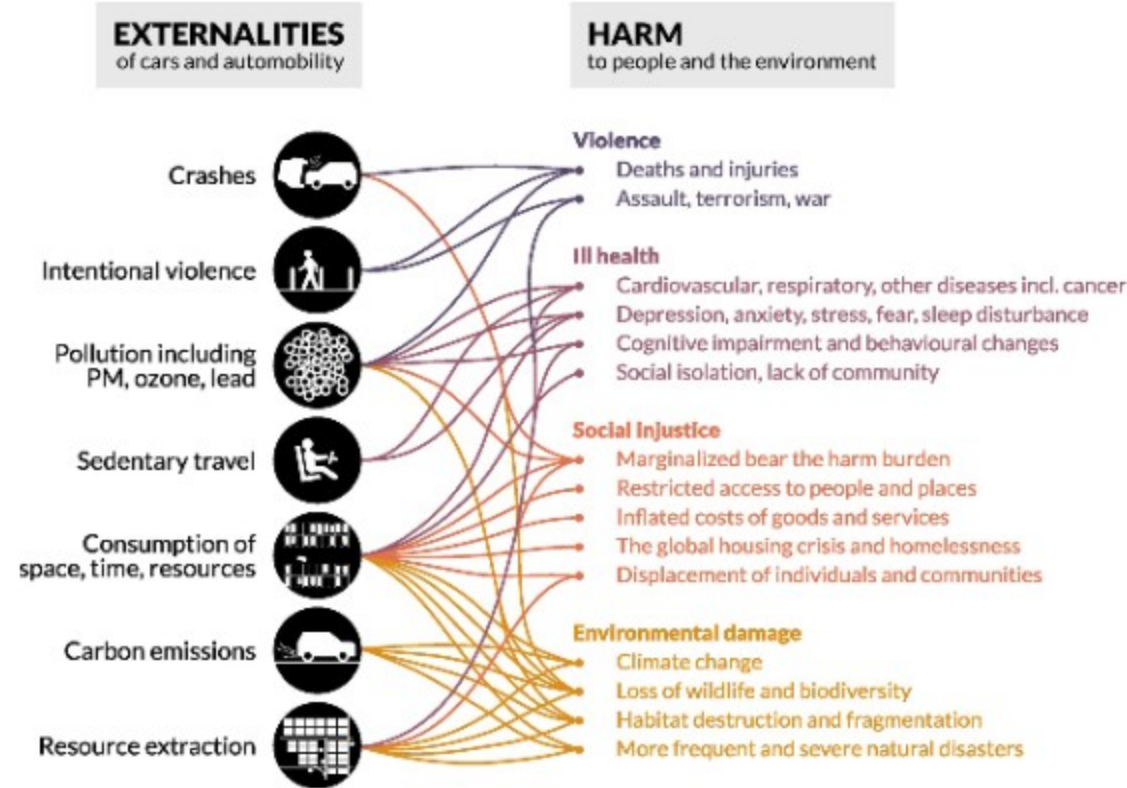 EXTERNALITIES
of cars and automobility
HARM
to people and the environment
Crashes
Intentional violence
Pollution including
PM, ozone, lead
Sedentary travel
Consumption of
space, time, resources
Carbon emissions
Resource extraction
Violence
Deaths and injuries
Assault, terrorism, war
Ill health
Cardiovascular, respiratory, other diseases incl. cancer
Depression, anxiety, stress, fear, sleep disturbance
Cognitive impairment and behavioural changes
Social isolation, lack of community
Social Injustice
Marginalized bear the harm burden
Restricted access to people and places
Inflated costs of goods and services
The global housing crisis and homelessness
Displacement of individuals and communities
Environmental damage
Climate change
Loss of wildlife and biodiversity
Habitat destruction and fragmentation
More frequent and severe natural disasters